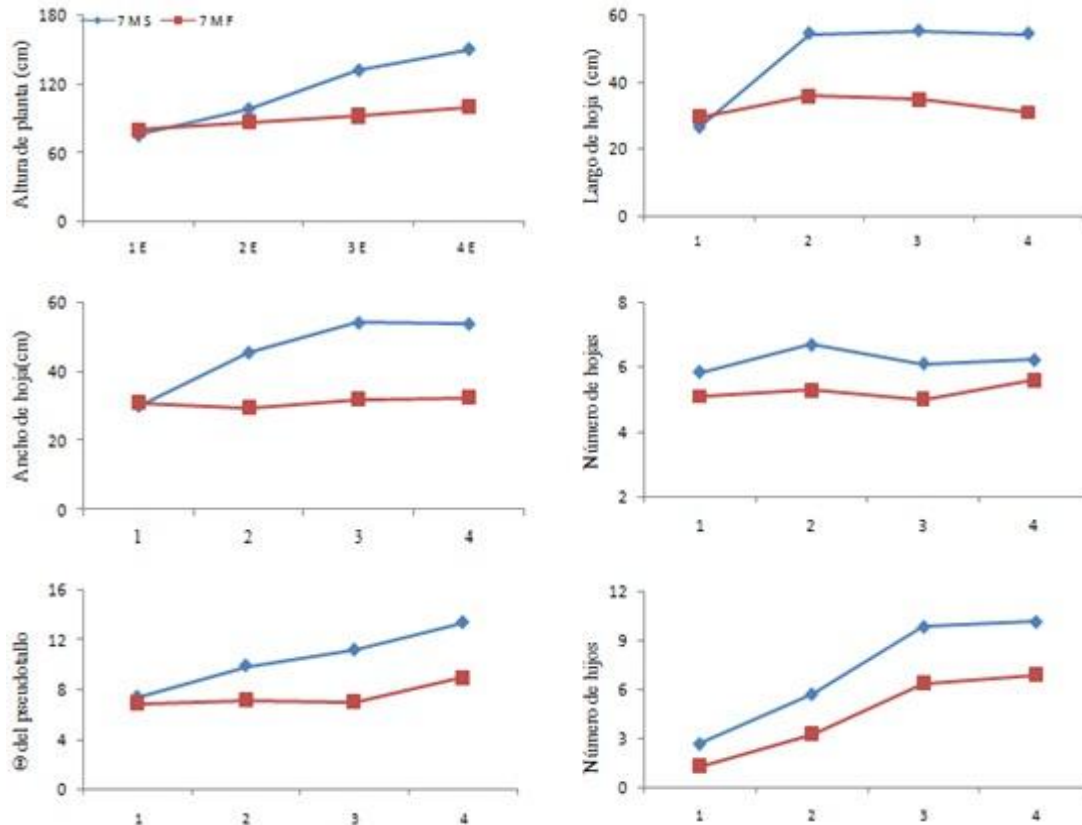 7 M S 7 M F
Altura de planta (cm)
180
120
60
0
1 E 2 E 3 E 4 E
Largo de hoja (cm)
60
40
20
0
1 2 3 4
Ancho de hoja(cm)
60
40
20
0
1 2 3 4
Número de hojas
8
6
4
2
1 2 3 4
Θ del pseudotallo
16
12
8
4
0
1 2 3 4
Número de hijos
12
9
6
3
0
1 2 3 4